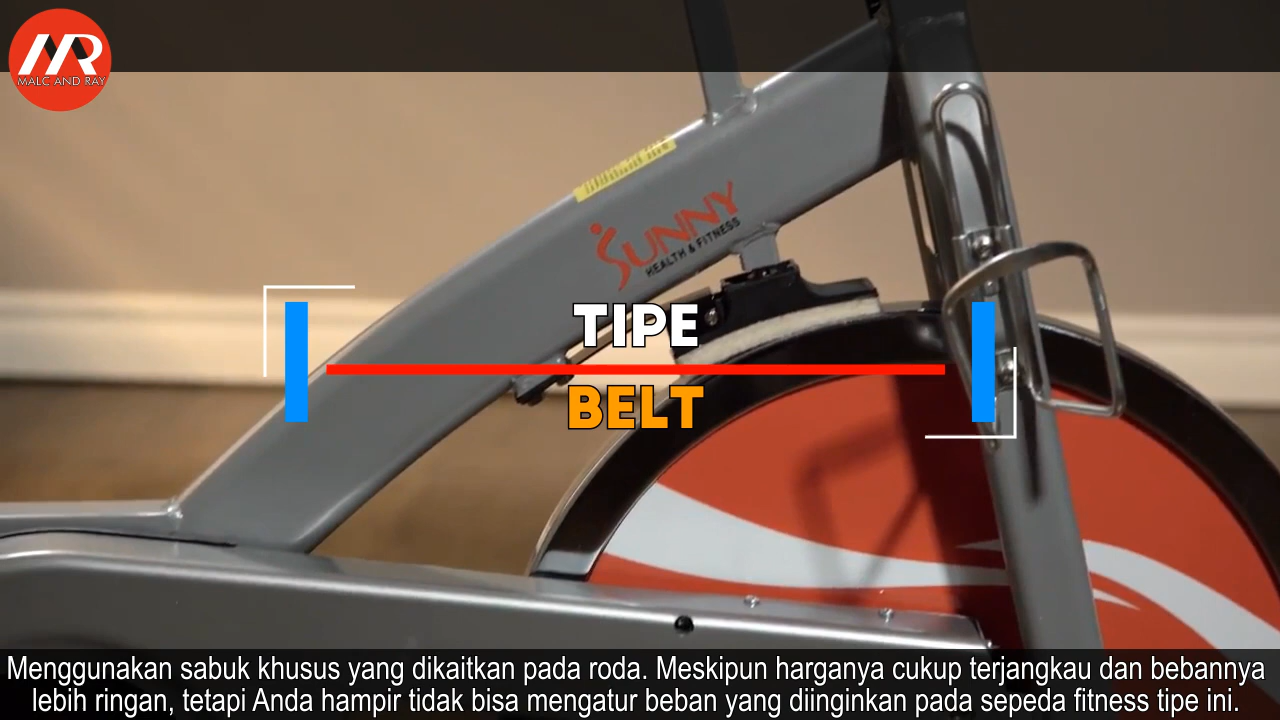 MR
MALC AND RAY
SUNNY
HEALTH & FITNESS
TIPE
BELT
Menggunakan sabuk khusus yang dikaitkan pada roda. Meskipun harganya cukup terjangkau dan bebannya
lebih ringan, tetapi Anda hampir tidak bisa mengatur beban yang diinginkan pada sepeda fitness tipe ini.